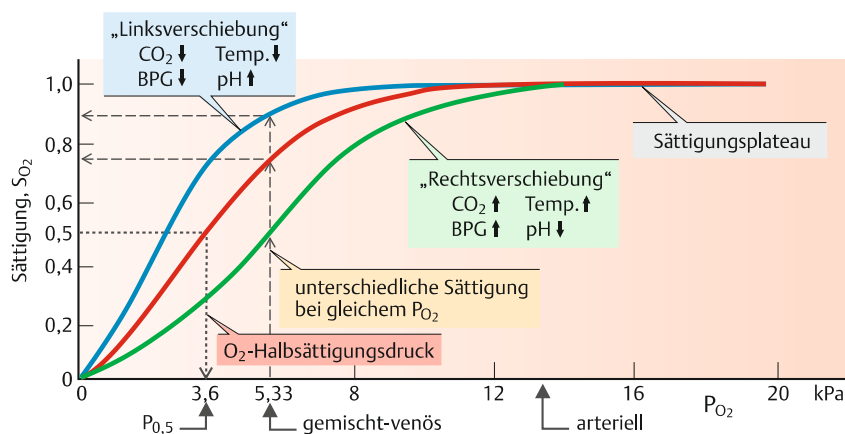 „Linksverschiebung“
CO₂ ⬇ Temp. ⬇
BPG ⬇ pH ⬆
Sättigung, S O₂
1,0
0,8
0,6
0,5
0,4
0,2
0
Sättigungsplateau
„Rechtsverschiebung“
CO₂ ⬆ Temp. ⬆
BPG ⬆ pH ⬇
unterschiedliche Sättigung
bei gleichem P O₂
O₂-Halbsättigungsdruck
0 3,6 5,33 8 12 16 20 kPa
P 0,5 gemischt-venös arteriell P O₂